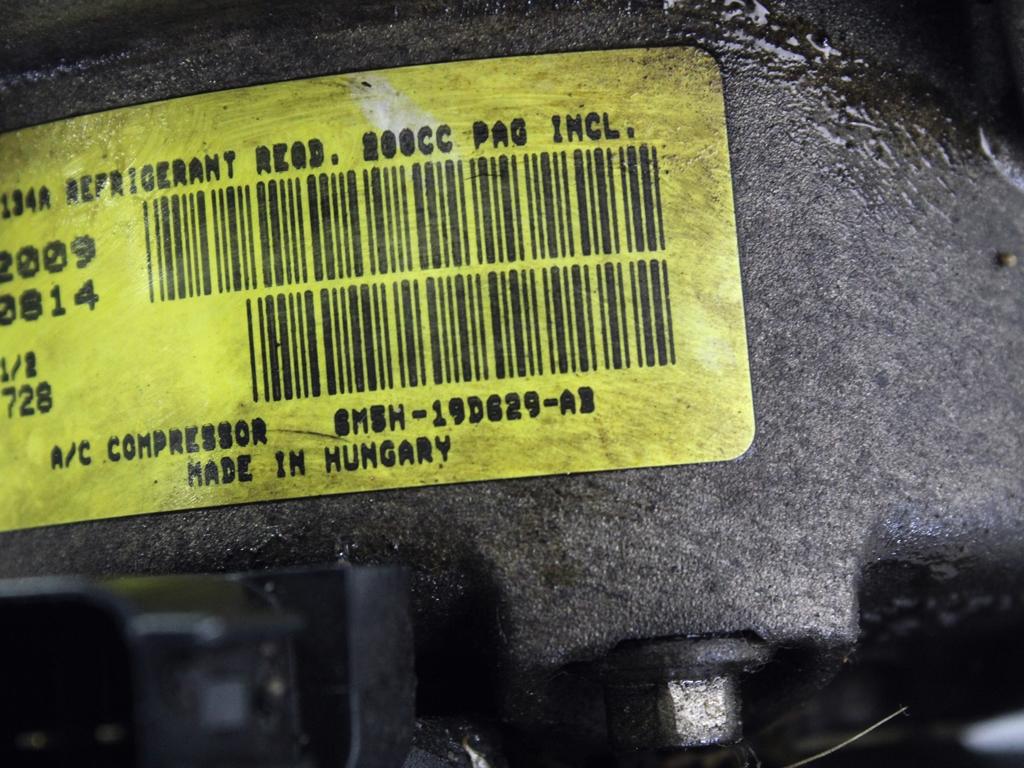 134A REFRIGERANT REQD. 200CC PAG INCL.
2009
0814
1/2
728
A/C COMPRESSOR 6M5H-19D629-AB
MADE IN HUNGARY